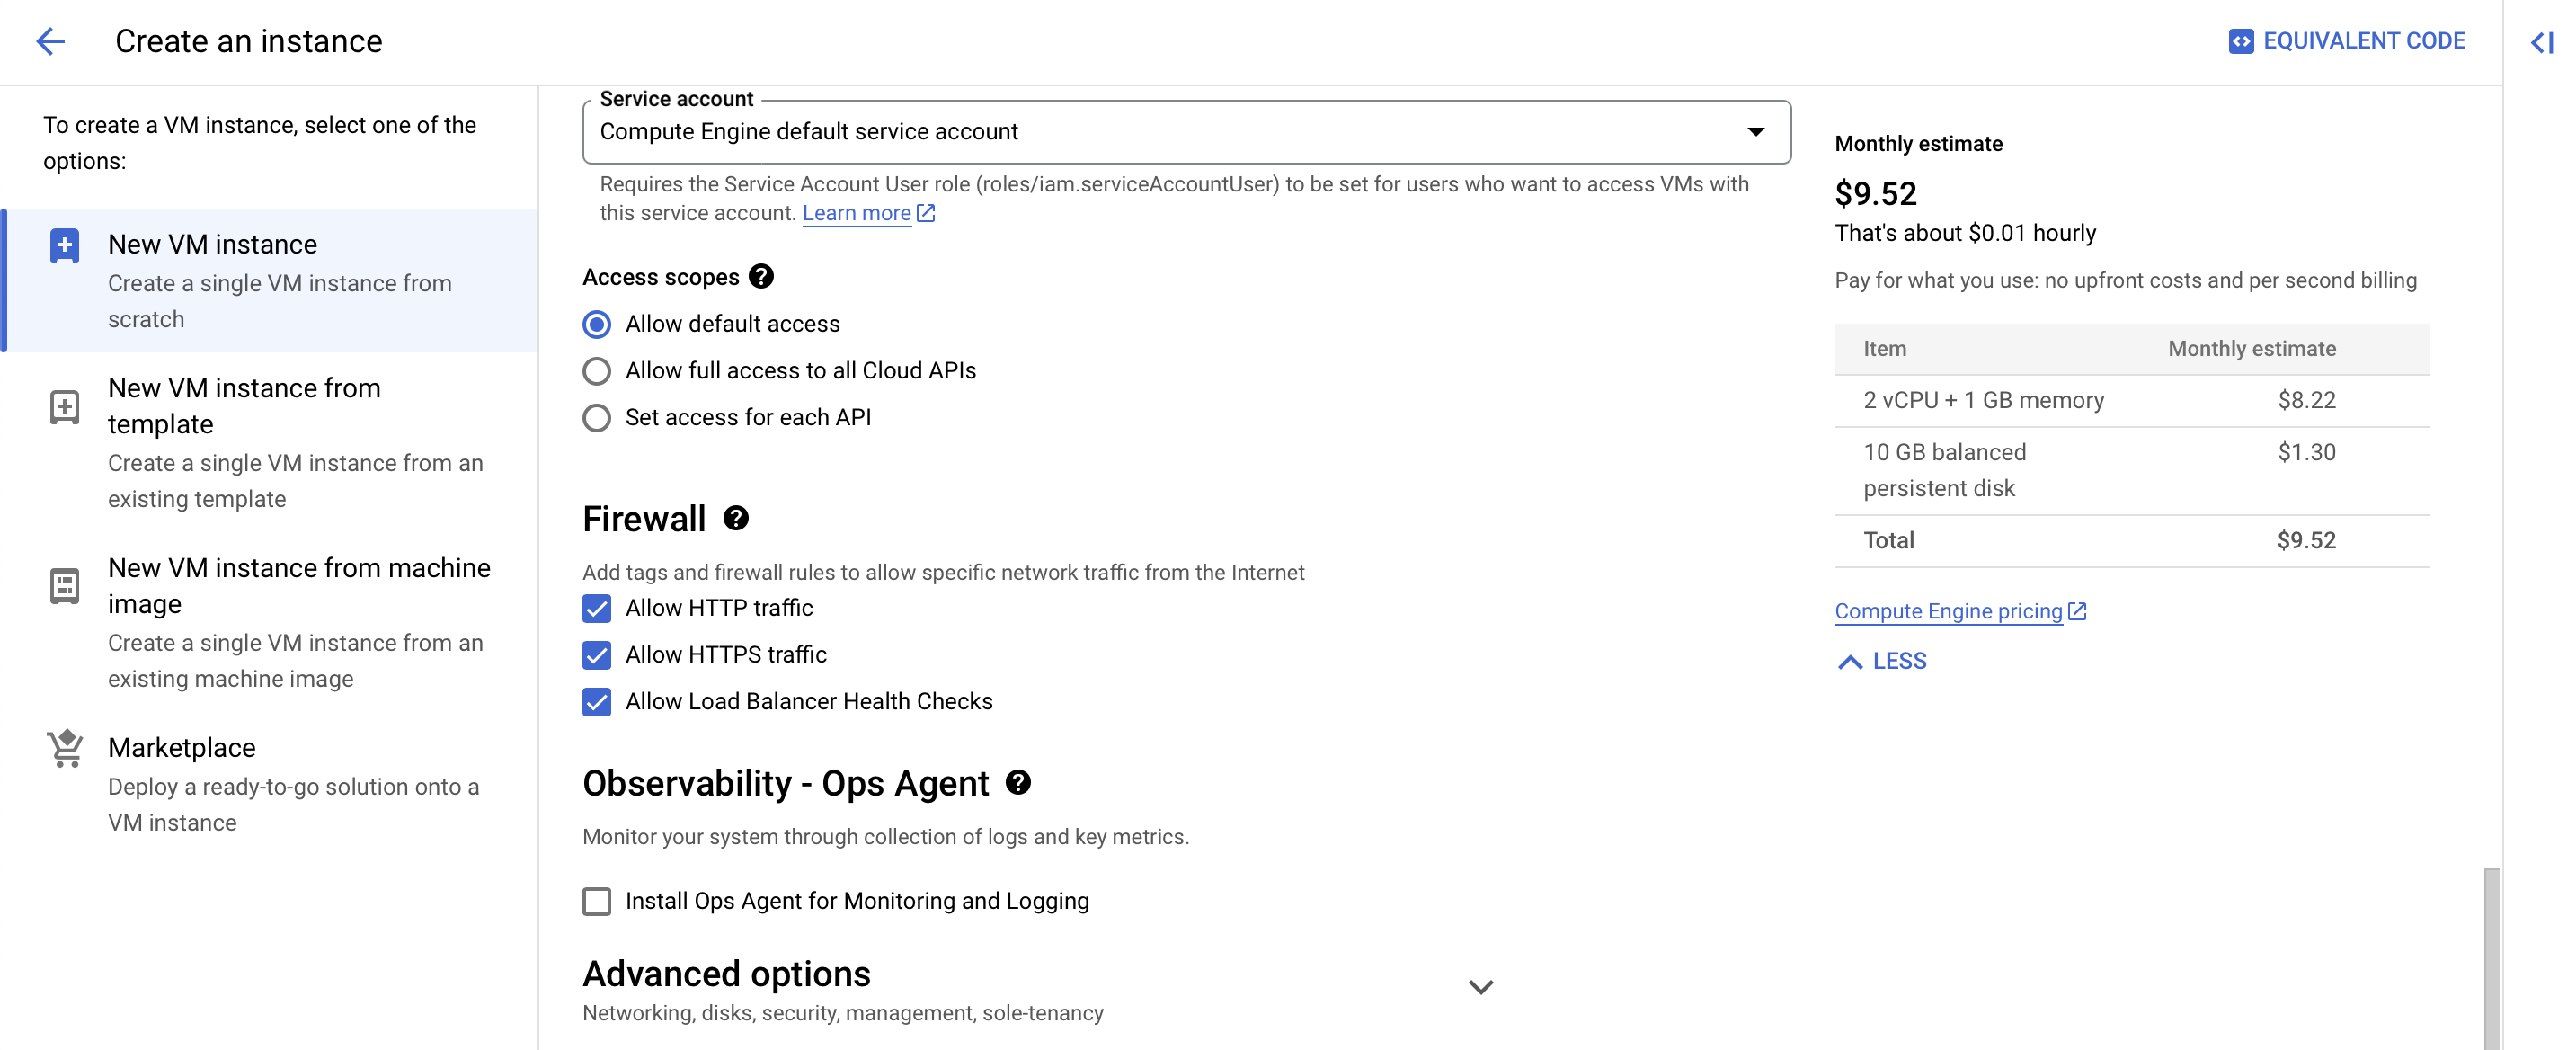 Create an instance
EQUIVALENT CODE
To create a VM instance, select one of the
options:
New VM instance
Create a single VM instance from
scratch
New VM instance from
template
Create a single VM instance from an
existing template
New VM instance from machine
image
Create a single VM instance from an
existing machine image
Marketplace
Deploy a ready-to-go solution onto a
VM instance
Service account
Compute Engine default service account
Requires the Service Account User role (roles/iam.serviceAccountUser) to be set for users who want to access VMs with
this service account. Learn more
Access scopes
Allow default access
Allow full access to all Cloud APIs
Set access for each API
Firewall
Add tags and firewall rules to allow specific network traffic from the Internet
Allow HTTP traffic
Allow HTTPS traffic
Allow Load Balancer Health Checks
Observability - Ops Agent
Monitor your system through collection of logs and key metrics.
Install Ops Agent for Monitoring and Logging
Advanced options
Networking, disks, security, management, sole-tenancy
Monthly estimate
$9.52
That's about $0.01 hourly
Pay for what you use: no upfront costs and per second billing
Item Monthly estimate
2 vCPU + 1 GB memory $8.22
10 GB balanced $1.30
persistent disk
Total $9.52
Compute Engine pricing
LESS